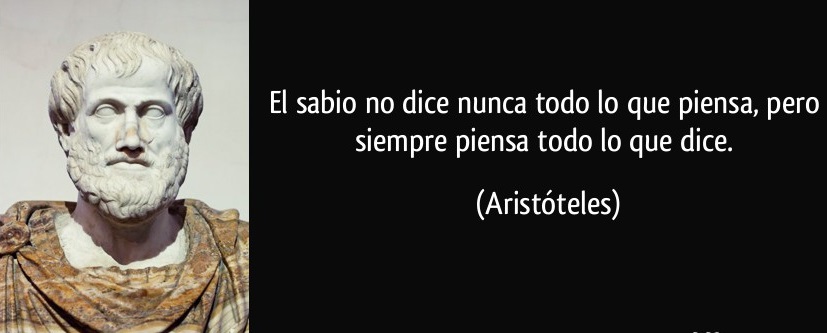 El sabio no dice nunca todo lo que piensa, pero
siempre piensa todo lo que dice.
(Aristóteles)